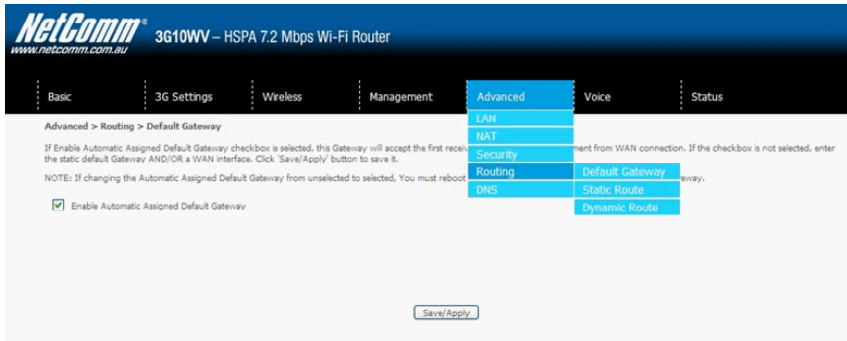 NetComm®
www.netcomm.com.au
3G10WV – HSPA 7.2 Mbps Wi-Fi Router
Basic
3G Settings
Wireless
Management
Advanced
Voice
Status
LAN
NAT
Security
Routing
DNS
Default Gateway
Static Route
Dynamic Route
Advanced > Routing > Default Gateway
If Enable Automatic Assigned Default Gateway checkbox is selected, this Gateway will accept the first ment from WAN connection. If the checkbox is not selected, enter
the static default Gateway AND/OR a WAN interface. Click 'Save/Apply' button to save it.
NOTE: If changing the Automatic Assigned Default Gateway from unselected to selected, You must reboot eway.
Enable Automatic Assigned Default Gateway
Save/Apply